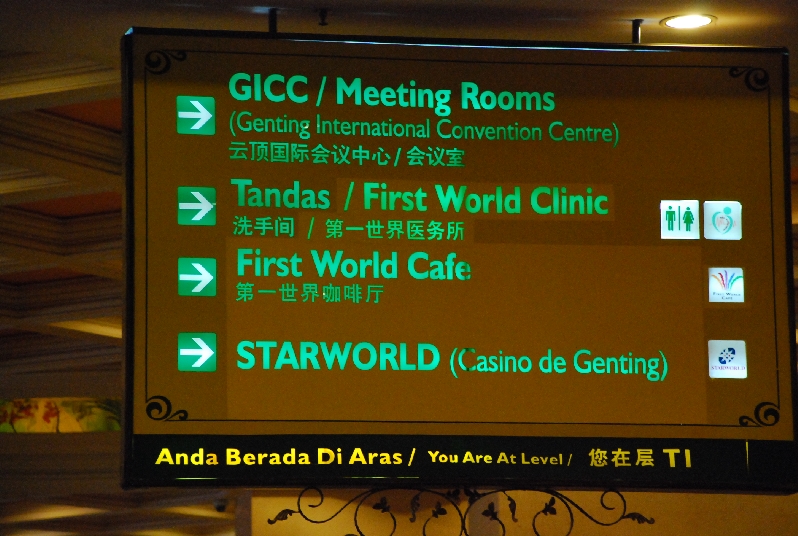 GICC / Meeting Rooms
(Genting International Convention Centre)
云顶国际会议中心 / 会议室
Tandas / First World Clinic
洗手间 / 第一世界医务所
First World Cafe
第一世界咖啡厅
STARWORLD (Casino de Genting)
STARWORLD
Anda Berada Di Aras / You Are At Level / 您在层 T1